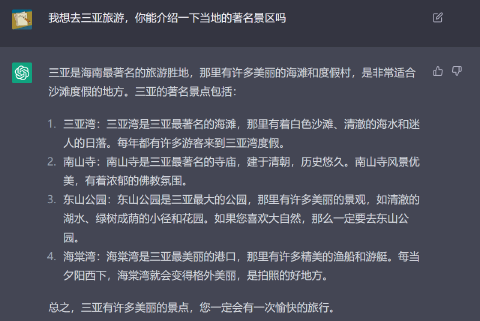 我想去三亚旅游，你能介绍一下当地的著名景区吗
三亚是海南最著名的旅游胜地，那里有许多美丽的海滩和度假村，是非常适合
沙滩度假的地方。三亚的著名景点包括：
1. 三亚湾：三亚湾是三亚最著名的海滩，那里有着白色沙滩、清澈的海水和迷
人的日落。每年都有许多游客来到三亚湾度假。
2. 南山寺：南山寺是三亚最著名的寺庙，建于清朝，历史悠久。南山寺风景优
美，有着浓郁的佛教氛围。
3. 东山公园：东山公园是三亚最大的公园，那里有许多美丽的景观，如清澈的
湖水、绿树成荫的小径和花园。如果您喜欢大自然，那么一定要去东山公
园。
4. 海棠湾：海棠湾是三亚最美丽的港口，那里有许多精美的渔船和游艇。每当
夕阳西下，海棠湾就会变得格外美丽，是拍照的好地方。
总之，三亚有许多美丽的景点，您一定会有一次愉快的旅行。